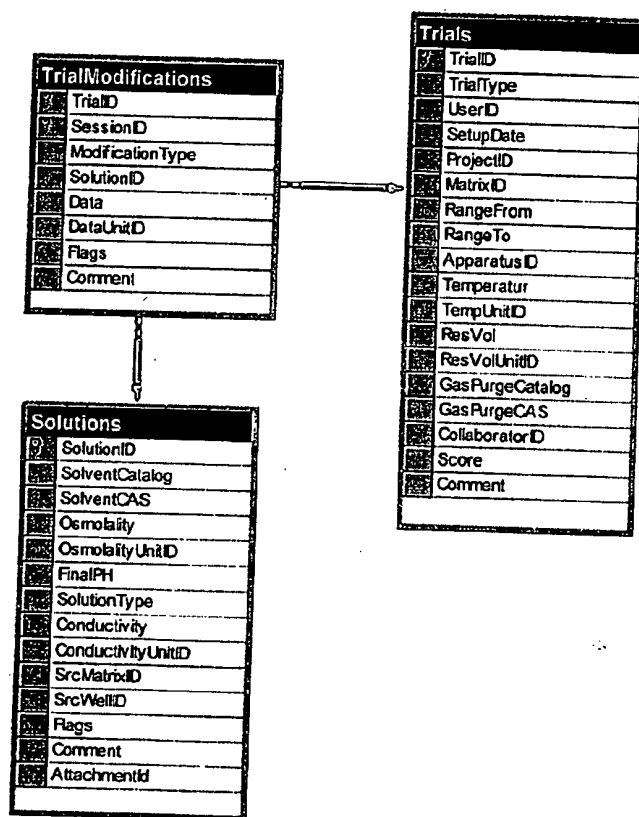 TrialModifications
TrialID
SessionID
ModificationType
SolutionID
Data
DataUnitID
Flags
Comment
Trials
TrialID
TrialType
UserID
SetupDate
ProjectID
MatrixID
RangeFrom
RangeTo
ApparatusID
Temperatur
TempUnitID
ResVol
ResVolUnitID
GasPurgeCatalog
GasPurgeCAS
CollaboratorID
Score
Comment
Solutions
SolutionID
SolventCatalog
SolventCAS
Osmolality
OsmolalityUnitID
FinalPH
SolutionType
Conductivity
ConductivityUnitID
SrcMatrixID
SrcWellID
Flags
Comment
AttachmentId